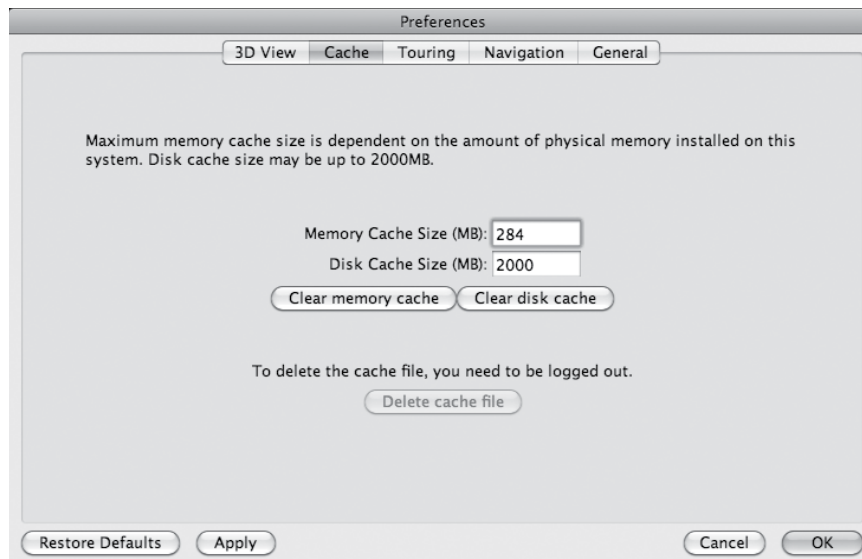 Preferences
3D View Cache Touring Navigation General
Maximum memory cache size is dependent on the amount of physical memory installed on this
system. Disk cache size may be up to 2000MB.
Memory Cache Size (MB): 284
Disk Cache Size (MB): 2000
Clear memory cache Clear disk cache
To delete the cache file, you need to be logged out.
Delete cache file
Restore Defaults Apply Cancel OK